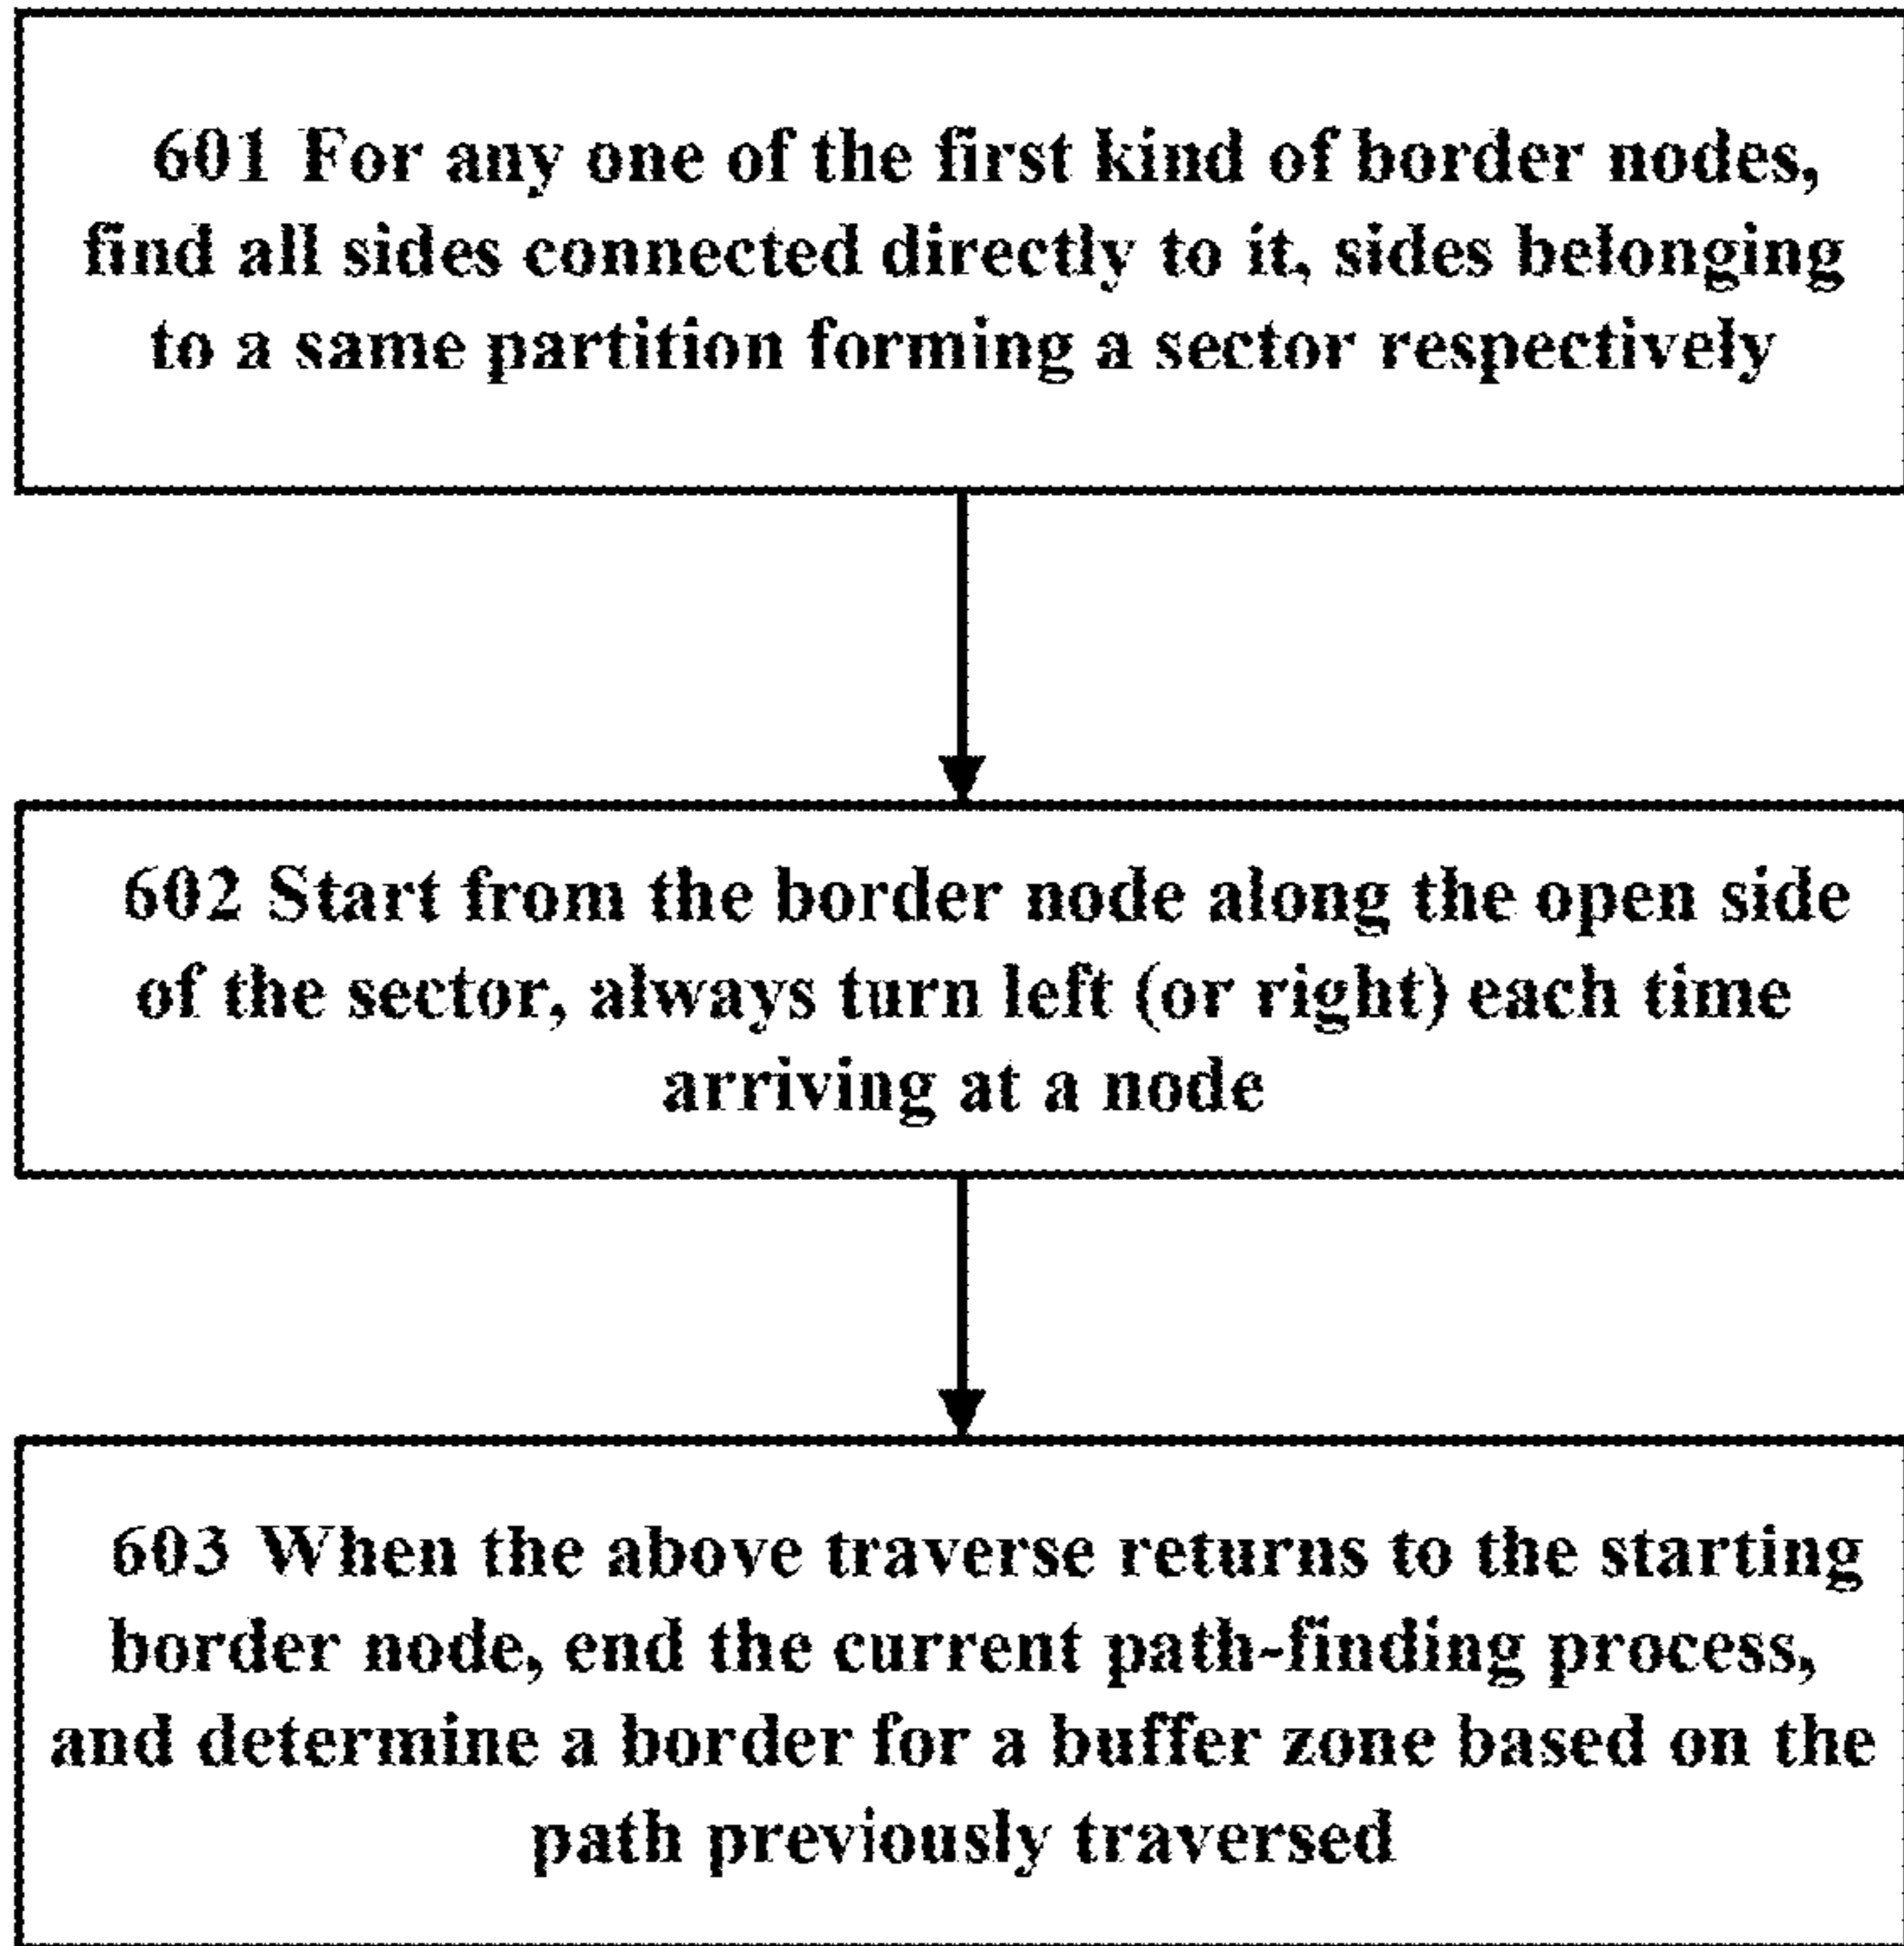 601 For any one of the first kind of border nodes,
find all sides connected directly to it, sides belonging
to a same partition forming a sector respectively
602 Start from the border node along the open side
of the sector, always turn left (or right) each time
arriving at a node
603 When the above traverse returns to the starting
border node, end the current path-finding process,
and determine a border for a buffer zone based on the
path previously traversed